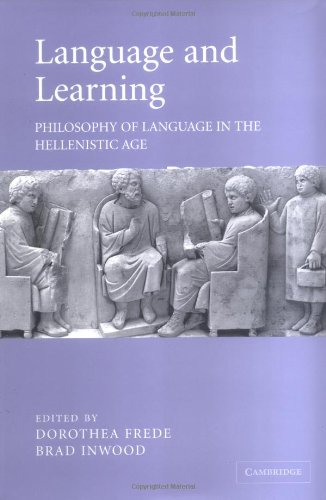 Language and
Learning
PHILOSOPHY OF LANGUAGE IN THE
HELLENISTIC AGE
EDITED BY
DOROTHEA FREDE
BRAD INWOOD
CAMBRIDGE